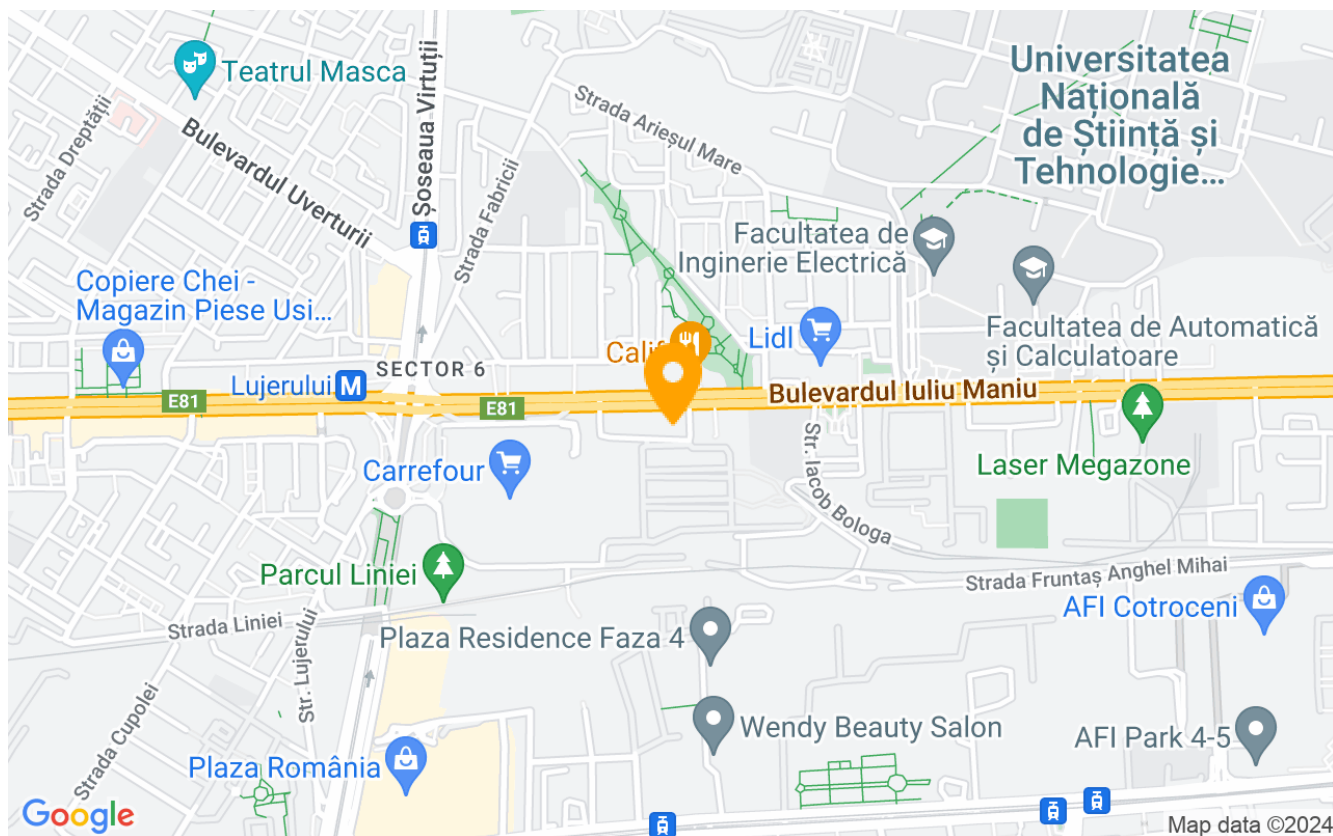 Teatrul Masca
Strada Dreptății
Bulevardul Uverturii
Șoseaua Virtuții
Strada Fabricii
Strada Arieșul Mare
Universitatea
Națională
de Știință și
Tehnologie...
Facultatea de
Inginerie Electrică
Copiere Chei -
Magazin Piese Usi...
Lidl
Facultatea de Automatică
și Calculatoare
SECTOR 6
Lujerului M
E81
E81
Bulevardul Iuliu Maniu
Carrefour
Str. Iacob Bologa
Laser Megazone
Parcul Liniei
Strada Fruntaș Anghel Mihai
AFI Cotroceni
Strada Liniei
Str. Lujerului
Plaza Residence Faza 4
Strada Cupolei
Wendy Beauty Salon
AFI Park 4-5
Plaza România
Google
Map data ©2024